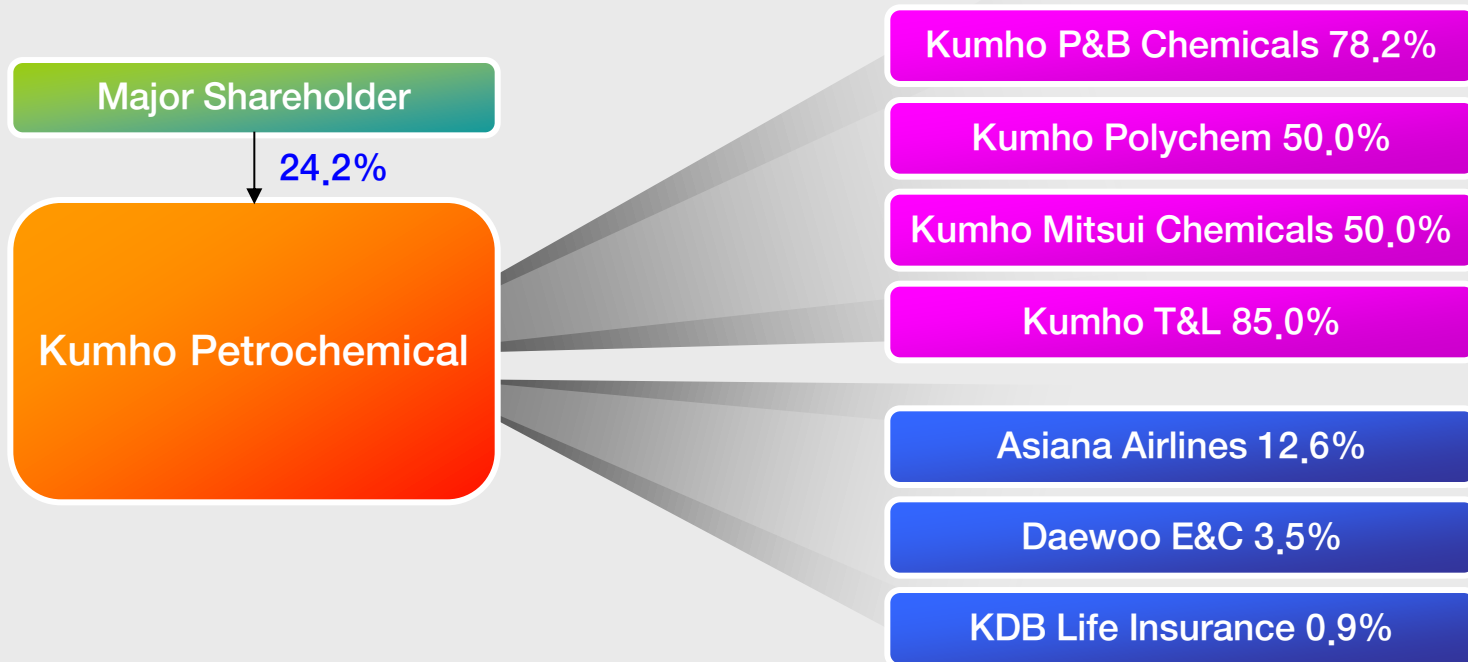 Major Shareholder
24.2%
Kumho Petrochemical
Kumho P&B Chemicals 78.2%
Kumho Polychem 50.0%
Kumho Mitsui Chemicals 50.0%
Kumho T&L 85.0%
Asiana Airlines 12.6%
Daewoo E&C 3.5%
KDB Life Insurance 0.9%